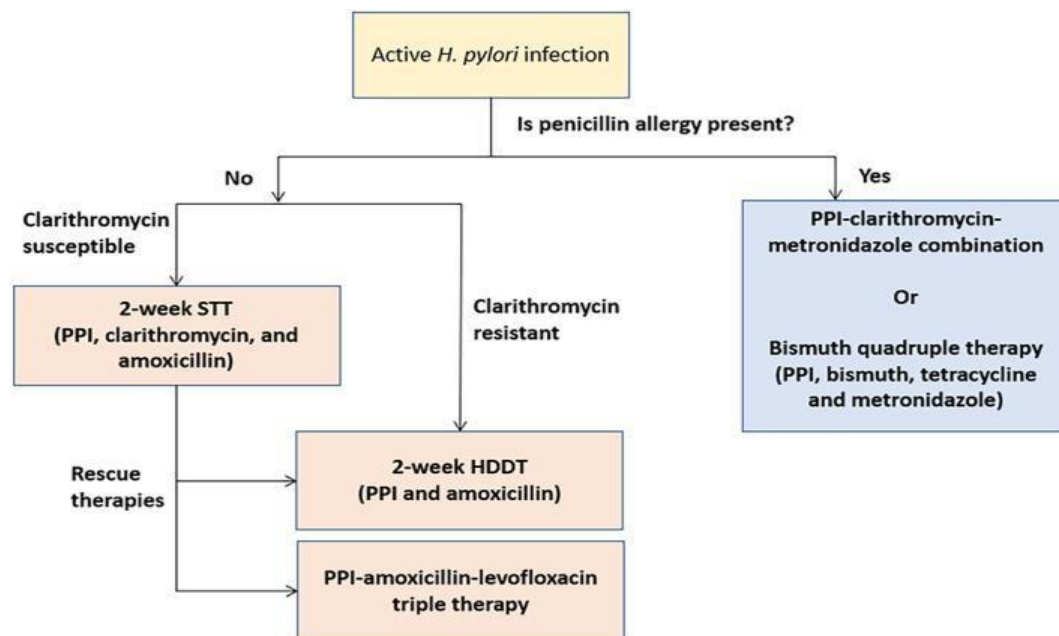 Active H. pylori infection
Is penicillin allergy present?
No
Yes
Clarithromycin
susceptible
PPI-clarithromycin-
metronidazole combination
Or
Bismuth quadruple therapy
(PPI, bismuth, tetracycline
and metronidazole)
2-week STT
(PPI, clarithromycin, and
amoxicillin)
Clarithromycin
resistant
Rescue
therapies
2-week HDDT
(PPI and amoxicillin)
PPI-amoxicillin-levofloxacin
triple therapy